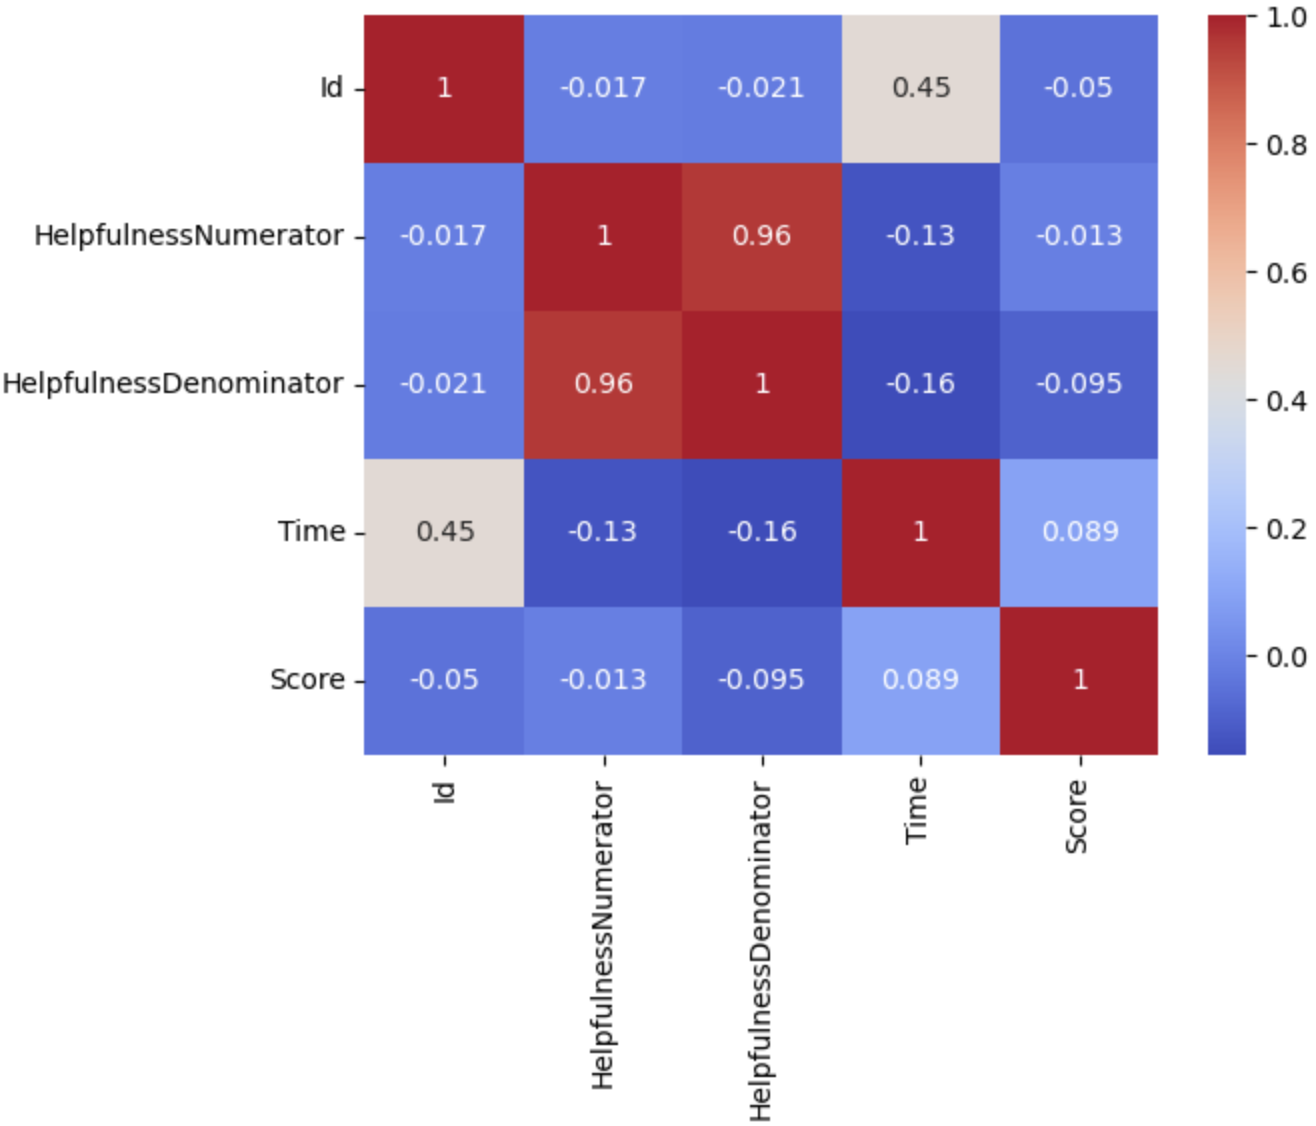 Id 1 -0.017 -0.021 0.45 -0.05
HelpfulnessNumerator -0.017 1 0.96 -0.13 -0.013
HelpfulnessDenominator -0.021 0.96 1 -0.16 -0.095
Time 0.45 -0.13 -0.16 1 0.089
Score -0.05 -0.013 -0.095 0.089 1
Id
HelpfulnessNumerator
HelpfulnessDenominator
Time
Score
1.0
0.8
0.6
0.4
0.2
0.0